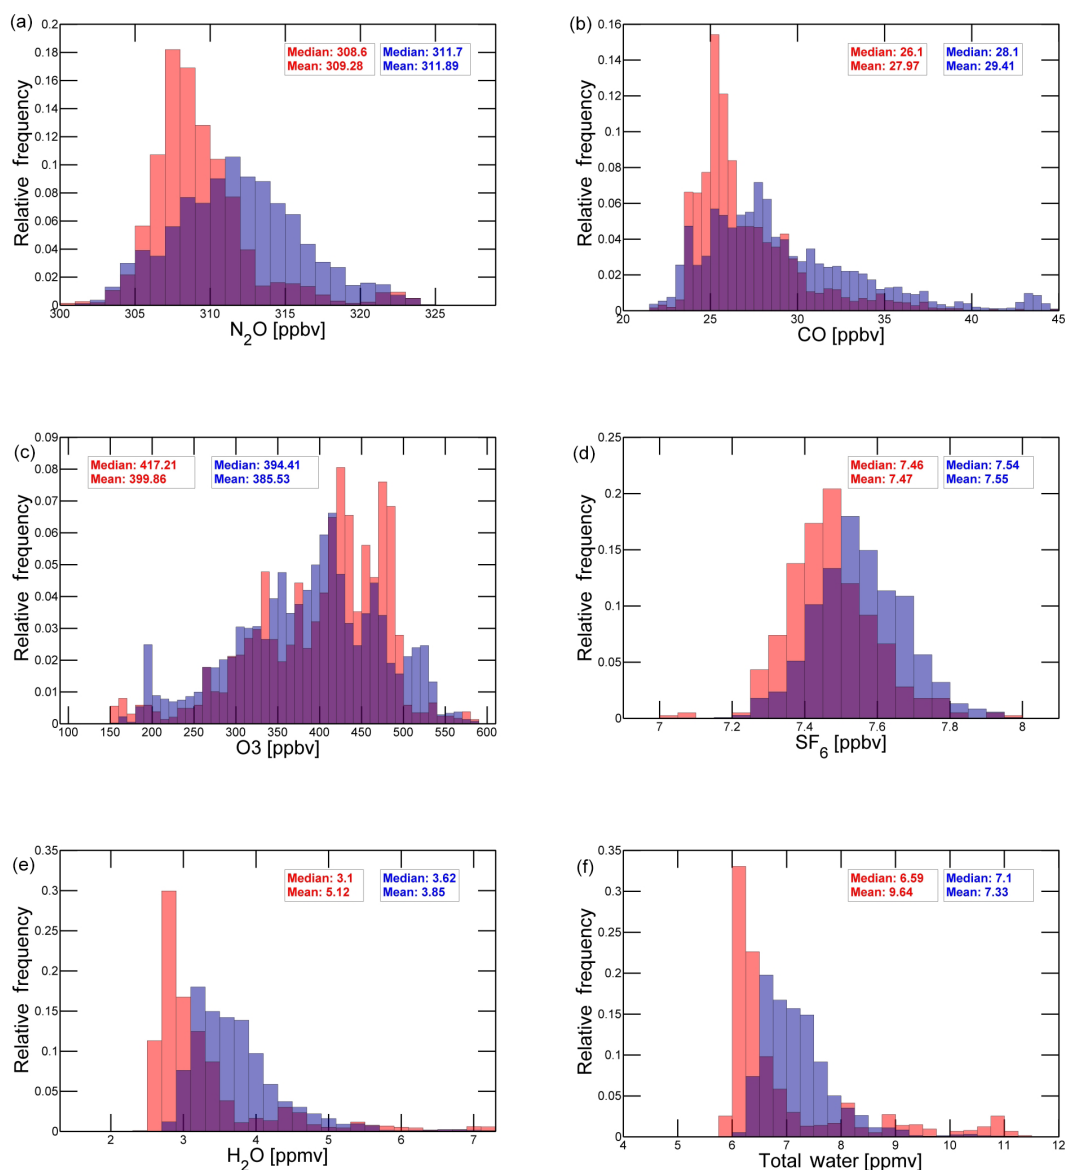 (a)
0.2
0.18
0.16
0.14
0.12
0.1
0.08
0.06
0.04
0.02
0
Relative frequency
Median: 308.6
Mean: 309.28
Median: 311.7
Mean: 311.89
300 305 310 315 320 325
N2O [ppbv]
(b)
0.16
0.14
0.12
0.1
0.08
0.06
0.04
0.02
0
Relative frequency
Median: 26.1
Mean: 27.97
Median: 28.1
Mean: 29.41
20 25 30 35 40 45
CO [ppbv]
(c)
0.09
0.08
0.07
0.06
0.05
0.04
0.03
0.02
0.01
0
Relative frequency
Median: 417.21
Mean: 399.86
Median: 394.41
Mean: 385.53
100 150 200 250 300 350 400 450 500 550 600
O3 [ppbv]
(d)
0.25
0.2
0.15
0.1
0.05
0
Relative frequency
Median: 7.46
Mean: 7.47
Median: 7.54
Mean: 7.55
7 7.2 7.4 7.6 7.8 8
SF6 [ppbv]
(e)
0.35
0.3
0.25
0.2
0.15
0.1
0.05
0
Relative frequency
Median: 3.1
Mean: 5.12
Median: 3.62
Mean: 3.85
2 3 4 5 6 7
H2O [ppmv]
(f)
0.35
0.3
0.25
0.2
0.15
0.1
0.05
0
Relative frequency
Median: 6.59
Mean: 9.64
Median: 7.1
Mean: 7.33
4 5 6 7 8 9 10 11 12
Total water [ppmv]